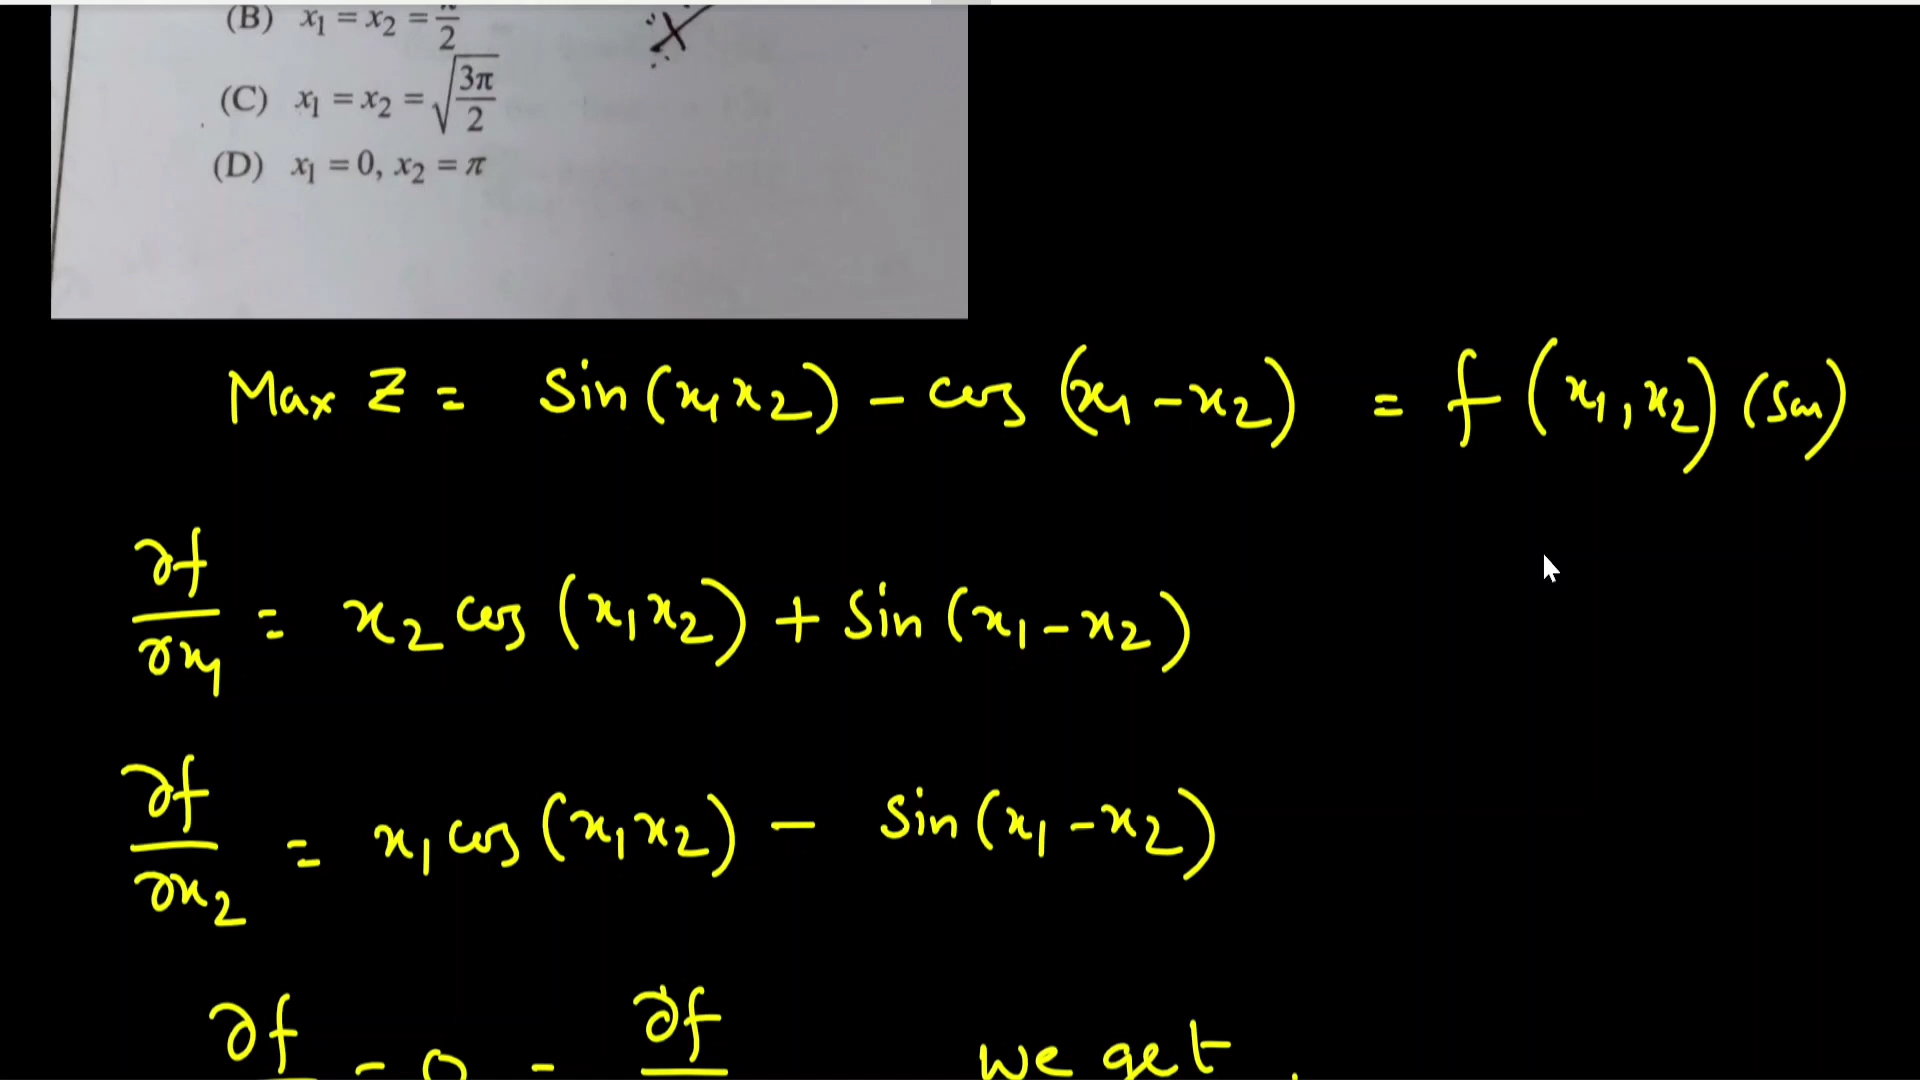 (B) x₁ = x₂ = π/2
(C) x₁ = x₂ = √(3π/2)
(D) x₁ = 0, x₂ = π
Max Z = Sin(x₁x₂) - cos(x₁-x₂) = f(x₁,x₂) (say)
∂f/∂x₁ = x₂ cos(x₁x₂) + Sin(x₁-x₂)
∂f/∂x₂ = x₁ cos(x₁x₂) - Sin(x₁-x₂)
∂f = 0 = ∂f we get,